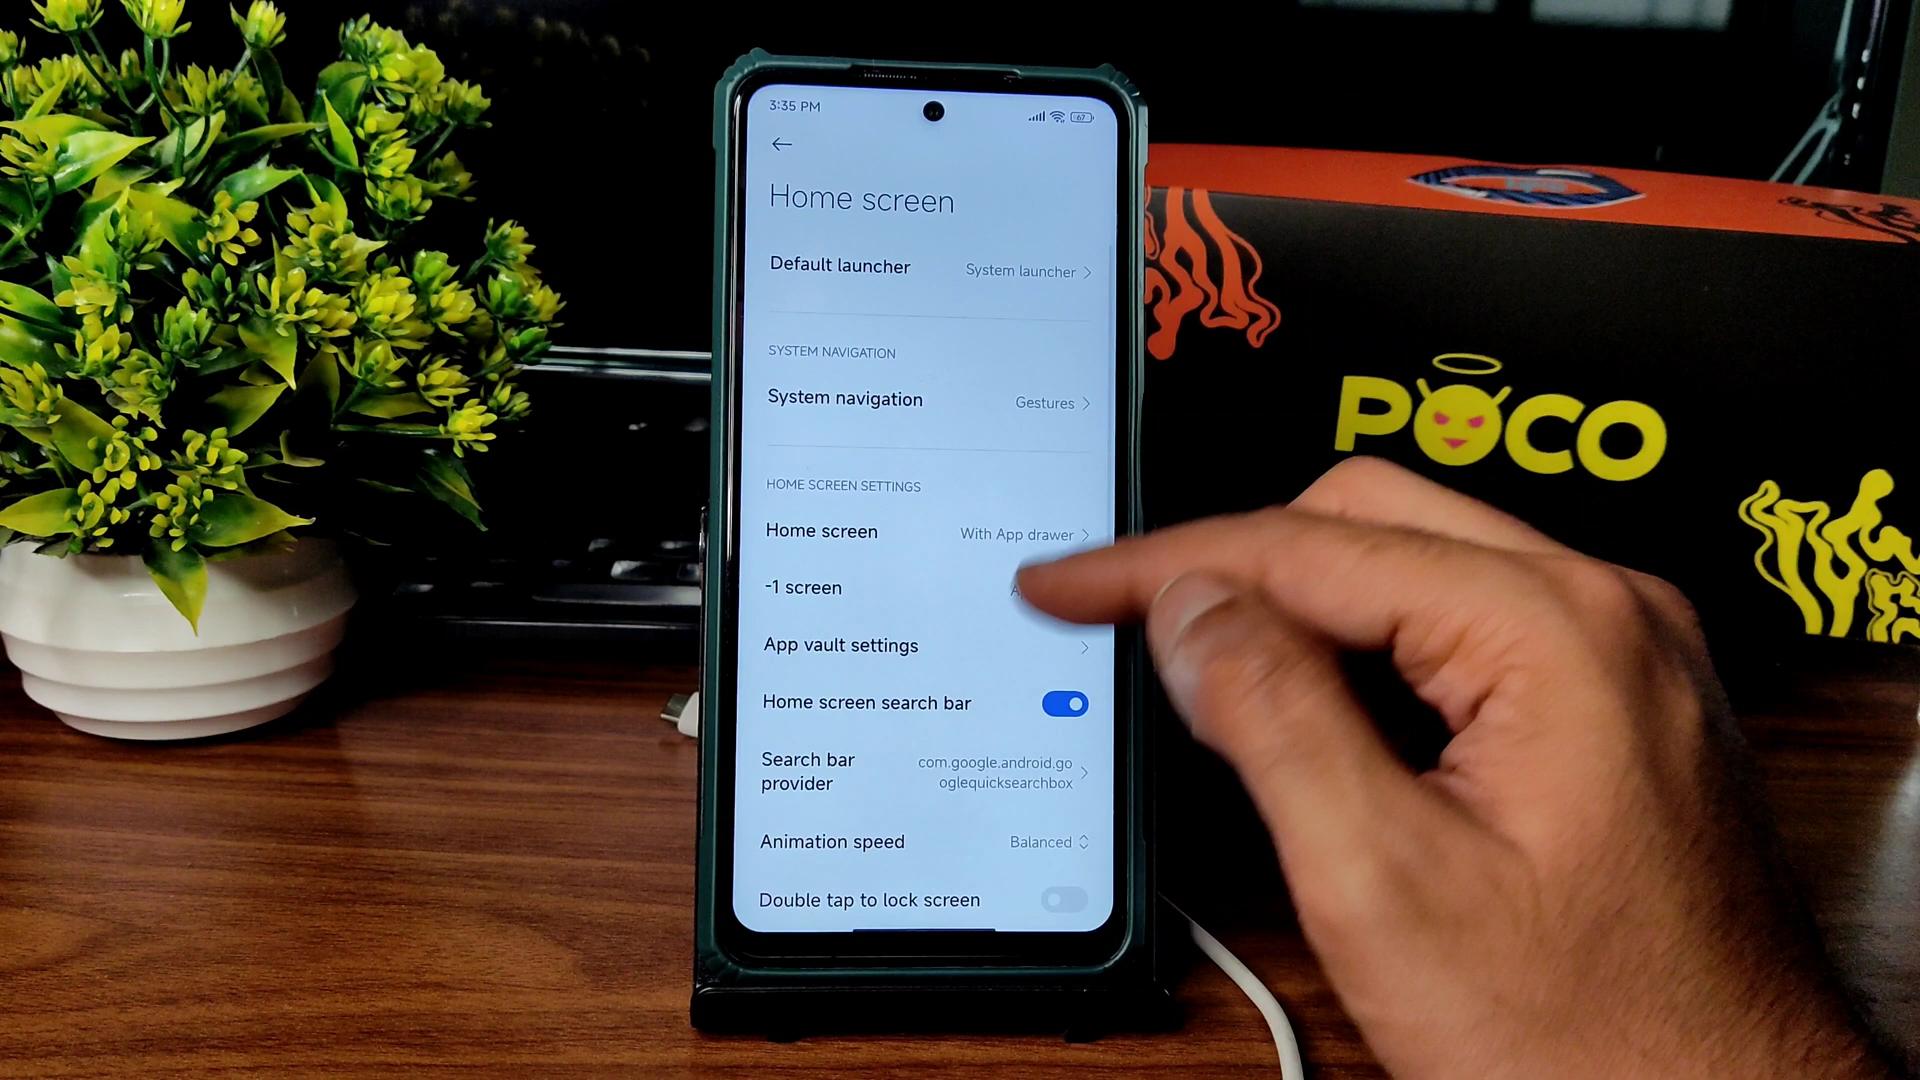 3:35 PM
67
Home screen
Default launcher
System launcher
SYSTEM NAVIGATION
System navigation
Gestures
HOME SCREEN SETTINGS
Home screen
With App drawer
-1 screen
App vault settings
Home screen search bar
Search bar
provider
com.google.android.go
oglequicksearchbox
Animation speed
Balanced
Double tap to lock screen
POCO